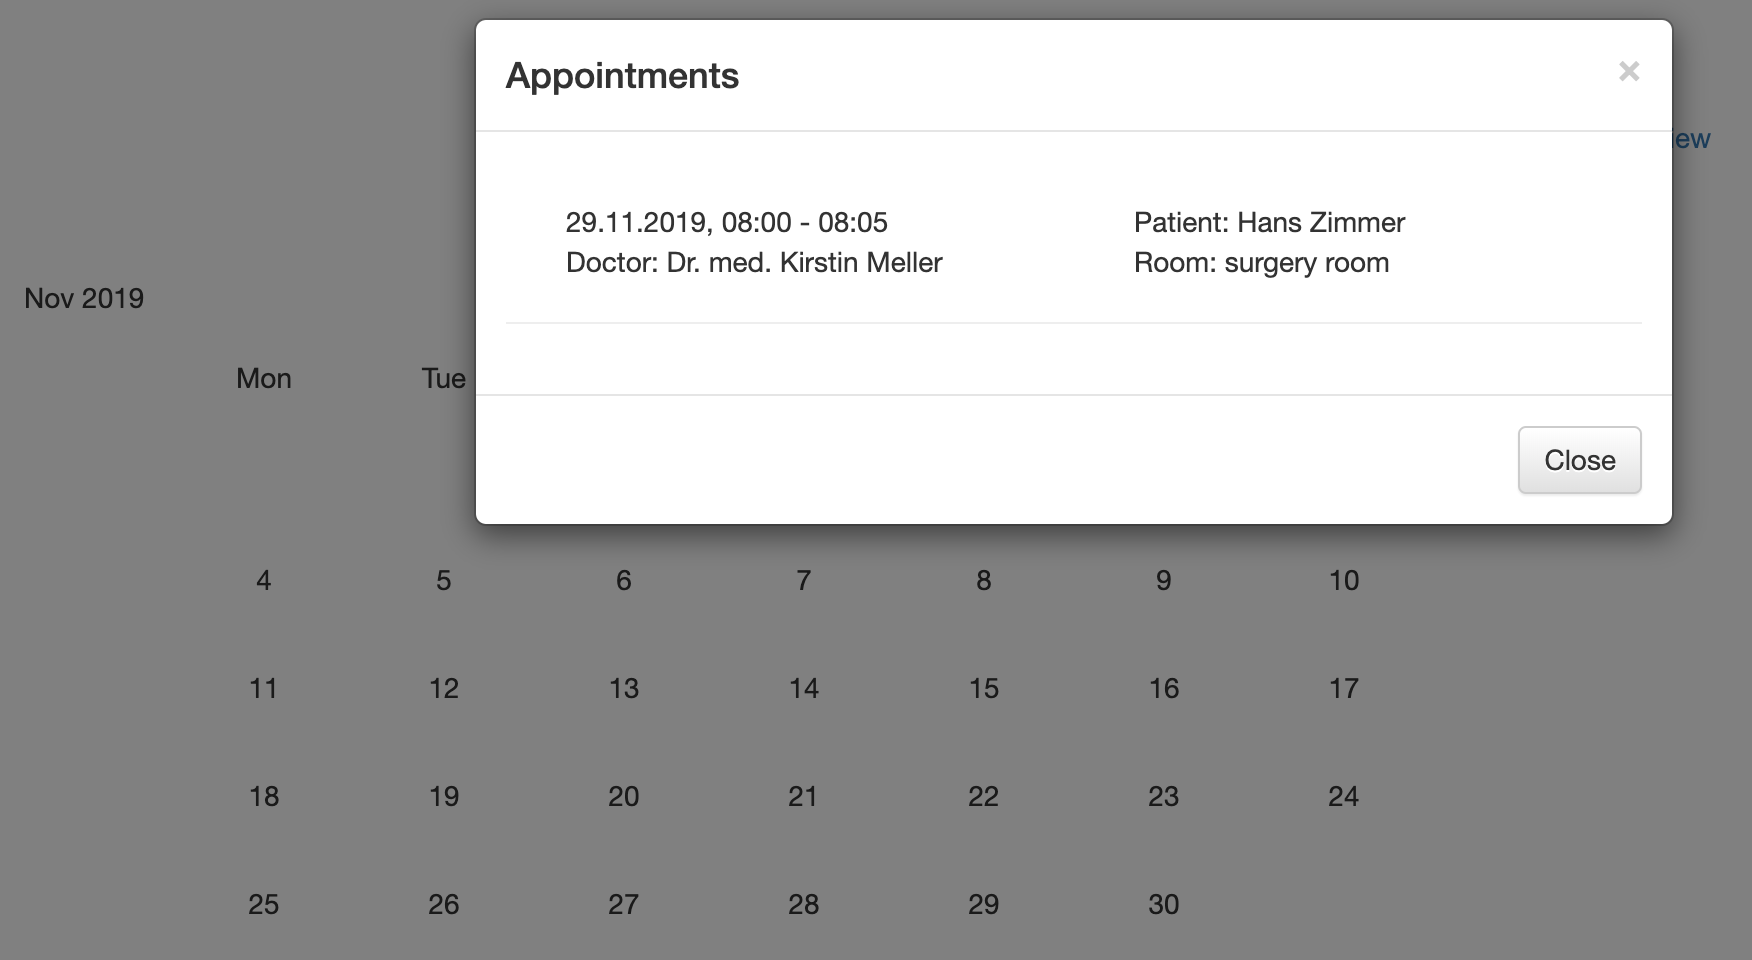 Appointments
×
29.11.2019, 08:00 - 08:05
Doctor: Dr. med. Kirstin Meller
Patient: Hans Zimmer
Room: surgery room
Close
Nov 2019
Mon Tue
4 5 6 7 8 9 10
11 12 13 14 15 16 17
18 19 20 21 22 23 24
25 26 27 28 29 30